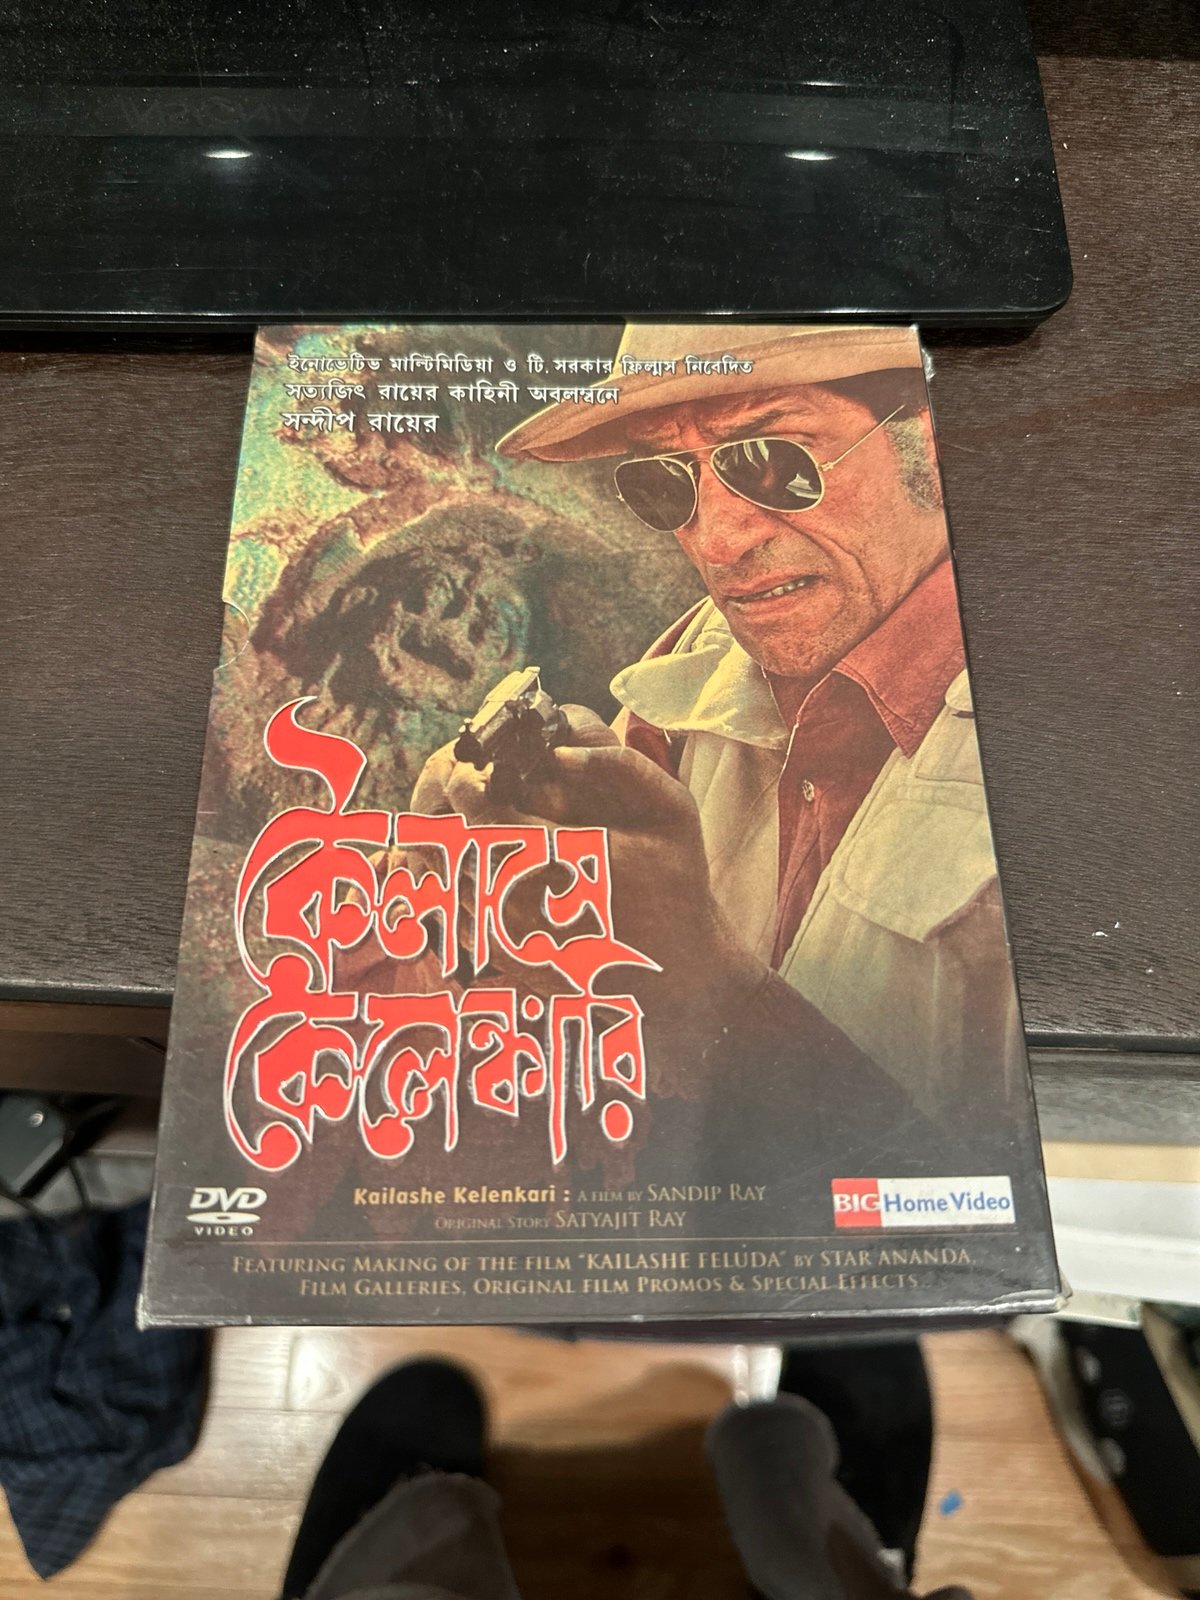 ইনোভেটিভ মাল্টিমিডিয়া ও টি. সরকার ফিল্মস নিবেদিত
সত্যজিৎ রায়ের কাহিনী অবলম্বনে
সন্দীপ রায়ের
কৈলাসে
কেলেঙ্কারি
DVD
VIDEO
Kailashe Kelenkari : A FILM BY SANDIP RAY
ORIGINAL STORY SATYAJIT RAY
BIG Home Video
FEATURING MAKING OF THE FILM "KAILASHE FELUDA" BY STAR ANANDA,
FILM GALLERIES, ORIGINAL FILM PROMOS & SPECIAL EFFECTS...